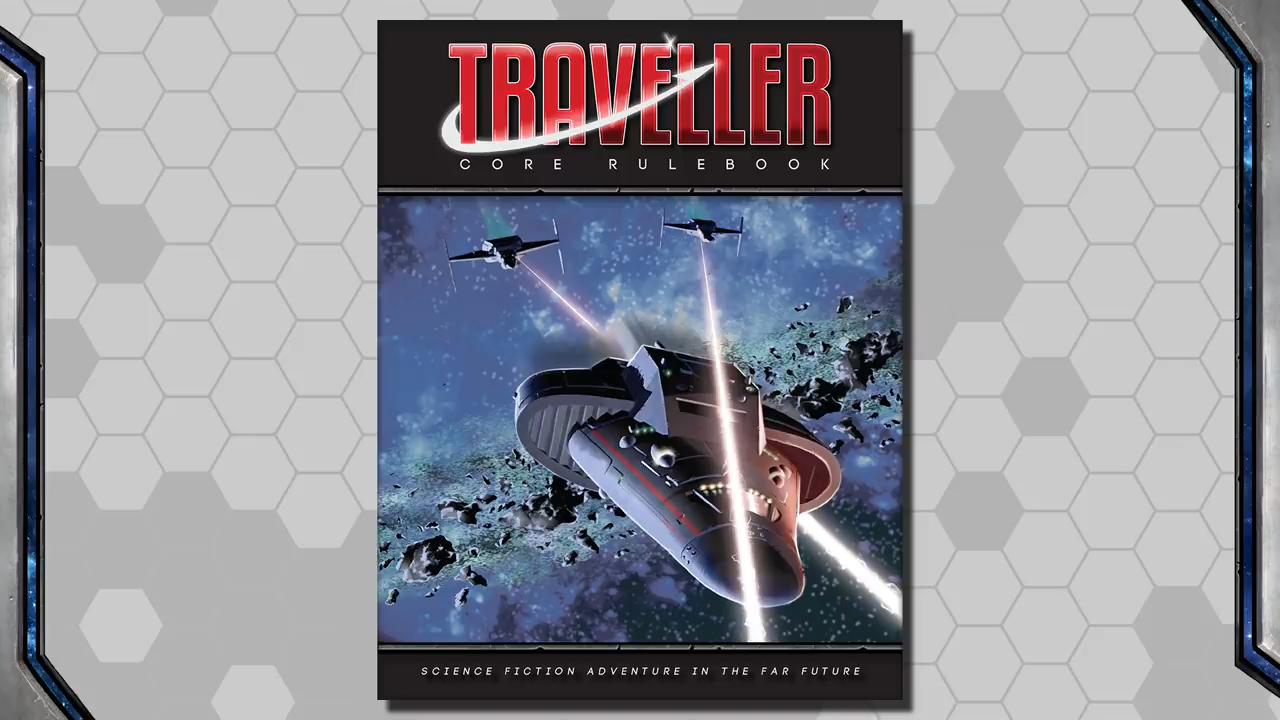 TRAVELLER
CORE RULEBOOK
SCIENCE FICTION ADVENTURE IN THE FAR FUTURE